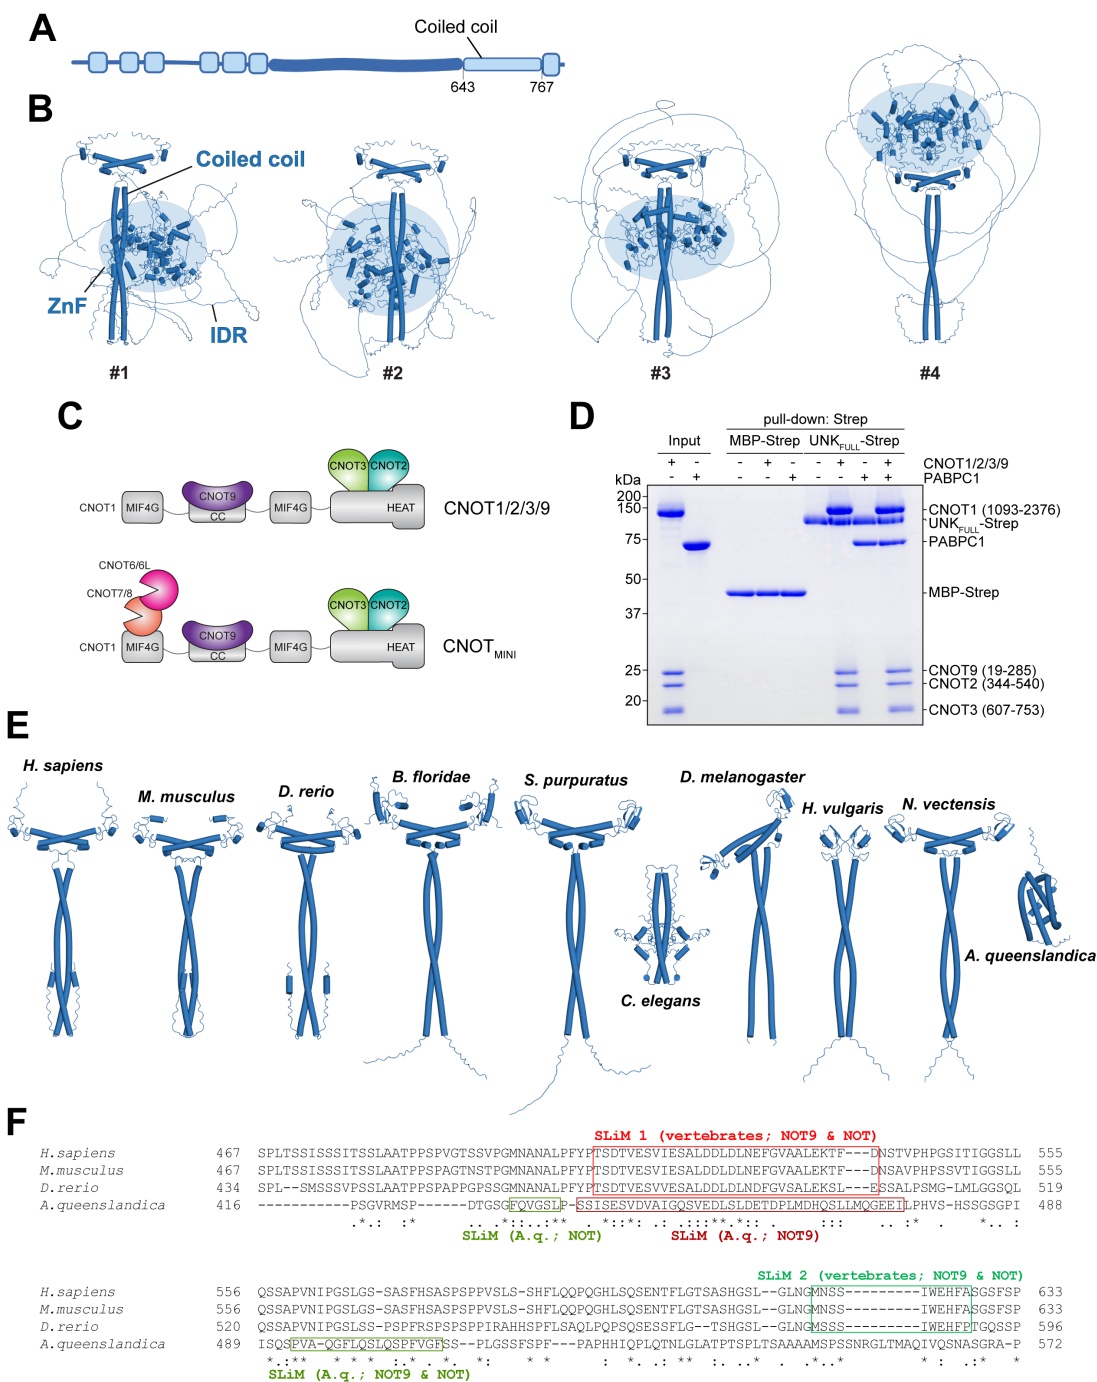 A
Coiled coil
643
767
B
Coiled coil
ZnF
IDR
#1
#2
#3
#4
C
CNOT3
CNOT2
CNOT9
CNOT1
MIF4G
CC
MIF4G
HEAT
CNOT1/2/3/9
CNOT6/6L
CNOT7/8
CNOT3
CNOT2
CNOT9
CNOT1
MIF4G
CC
MIF4G
HEAT
CNOTMINI
D
pull-down: Strep
Input MBP-Strep UNKFULL-Strep
+ - - + - - + - + CNOT1/2/3/9
kDa - + - - + - - + + PABPC1
200
150
75
50
37
25
20
CNOT1 (1093-2376)
UNKFULL-Strep
PABPC1
MBP-Strep
CNOT9 (19-285)
CNOT2 (344-540)
CNOT3 (607-753)
E
H. sapiens
M. musculus
D. rerio
B. floridae
S. purpuratus
C. elegans
D. melanogaster
H. vulgaris
N. vectensis
A. queenslandica
F
SLiM 1 (vertebrates; NOT9 & NOT)
H.sapiens 467 SPLTSSISSSITSSLAATPPSPVGTSSVPGMNANALPFYPTSDTVESVIESALDDLDLNEFGVAALEKTF---DNSTVPHPGSITIGGSLL 555
M.musculus 467 SPLTSSISSSITSSLAATPPSPAGTNSTPGMNANALPFYPTSDTVESVIESALDDLDLNEFGVAALEKTF---DNSAVPHPGSVTIGGSLL 555
D.rerio 434 SPL--SMSSSVPSSLAATPPSPAPPGPSSGMNANALPFYPTSDTVESVVESALDDLDLNEFGVSALEKSL---ESSALPSMG-LMLGGSQL 519
A.queenslandica 416 ----------PSGVRMSP------DTGSGFQVGSLP-SSISESVDVAIGQSVEDLSLDETDPLMDHQSLLMQGEEILPHVS-HSSGSGPI 488
SLiM (A.q.; NOT)
SLiM (A.q.; NOT9)
SLiM 2 (vertebrates; NOT9 & NOT)
H.sapiens 556 QSSAPVNIPGSLGS-SASFHSASPSPPVSLS-SHFLQQPQGHLSQSENTFLGTSASHGSL-GLNGMNSS---------IWEHFASGSFSP 633
M.musculus 556 QSSAPVNIPGSLGS-SASFHSASPSPPVSLS-SHFLQQPQGHLSQSENTFLGTSASHGSL-GLNGMNSS---------IWEHFASGSFSP 633
D.rerio 520 QSSAPVNIPGSLSS-SPSFRSPSPSPPIRAHHSPFLSAQLPQPSQSESSFLG--TSHGSL-GLNGMSSS---------IWEHFPTGQSSP 596
A.queenslandica 489 ISQSPVA-QGFLQSLQSPFVGFSS--PLGSSFSPF---PAPHHIQPLQTNLGLATPTSPLTSAAAAMSPSSNRGLTMAQIVQSNASGRA-P 572
SLiM (A.q.; NOT9 & NOT)